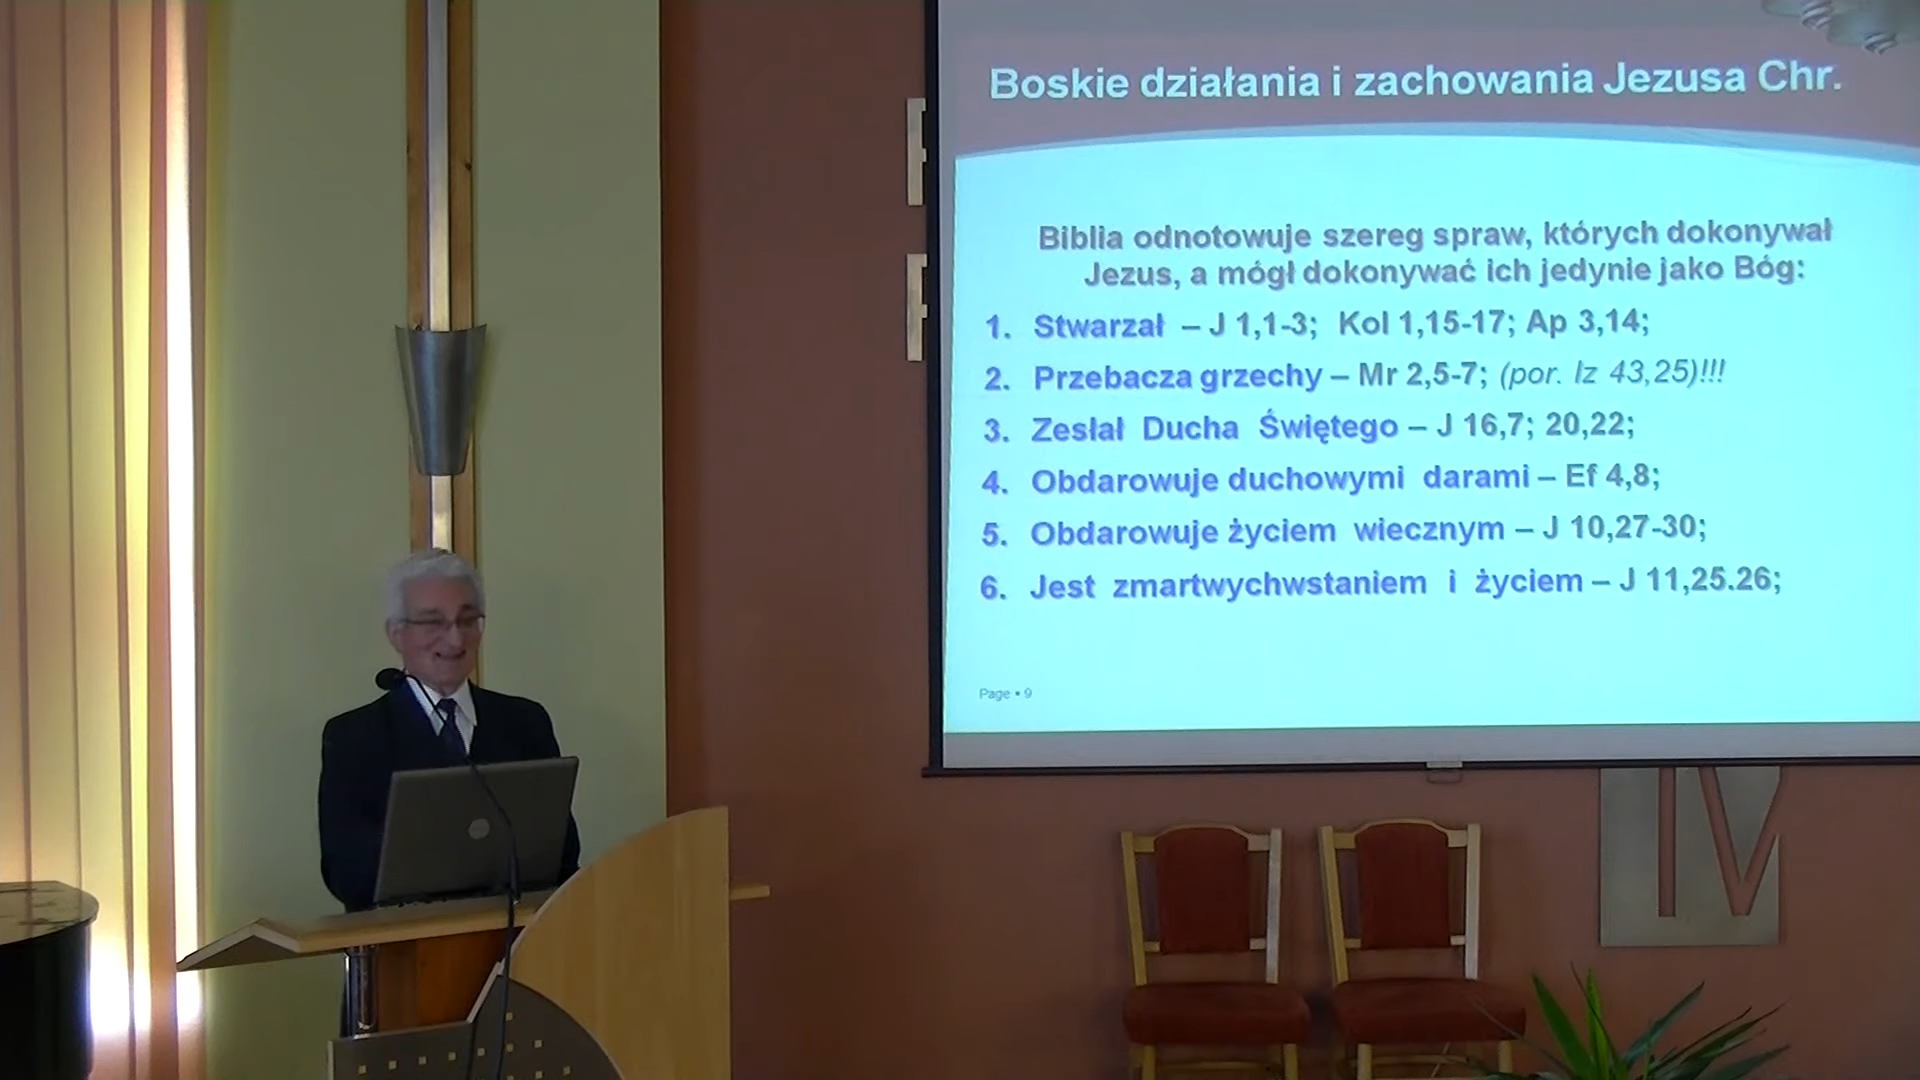 Boskie działania i zachowania Jezusa Chr.
Biblia odnotowuje szereg spraw, których dokonywał
Jezus, a mógł dokonywać ich jedynie jako Bóg:
1. Stwarzał – J 1,1-3; Kol 1,15-17; Ap 3,14;
2. Przebacza grzechy – Mr 2,5-7; (por. Iz 43,25)!!!
3. Zesłał Ducha Świętego – J 16,7; 20,22;
4. Obdarowuje duchowymi darami – Ef 4,8;
5. Obdarowuje życiem wiecznym – J 10,27-30;
6. Jest zmartwychwstaniem i życiem – J 11,25.26;
Page • 9
IV